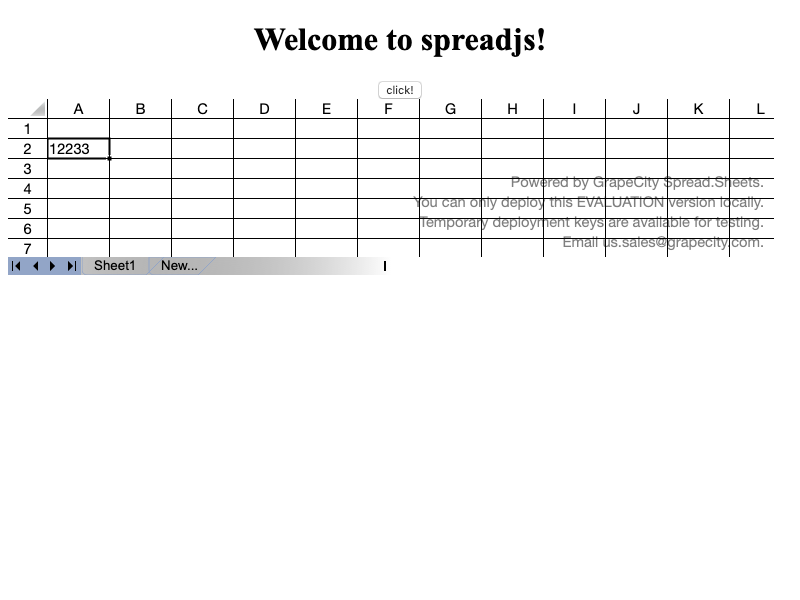 Welcome to spreadjs!
click!
A B C D E F G H I J K L
1
2 12233
3
4 Powered by GrapeCity Spread.Sheets.
5 You can only deploy this EVALUATION version locally.
6 Temporary deployment keys are available for testing.
7 Email us.sales@grapecity.com.
Sheet1 New...